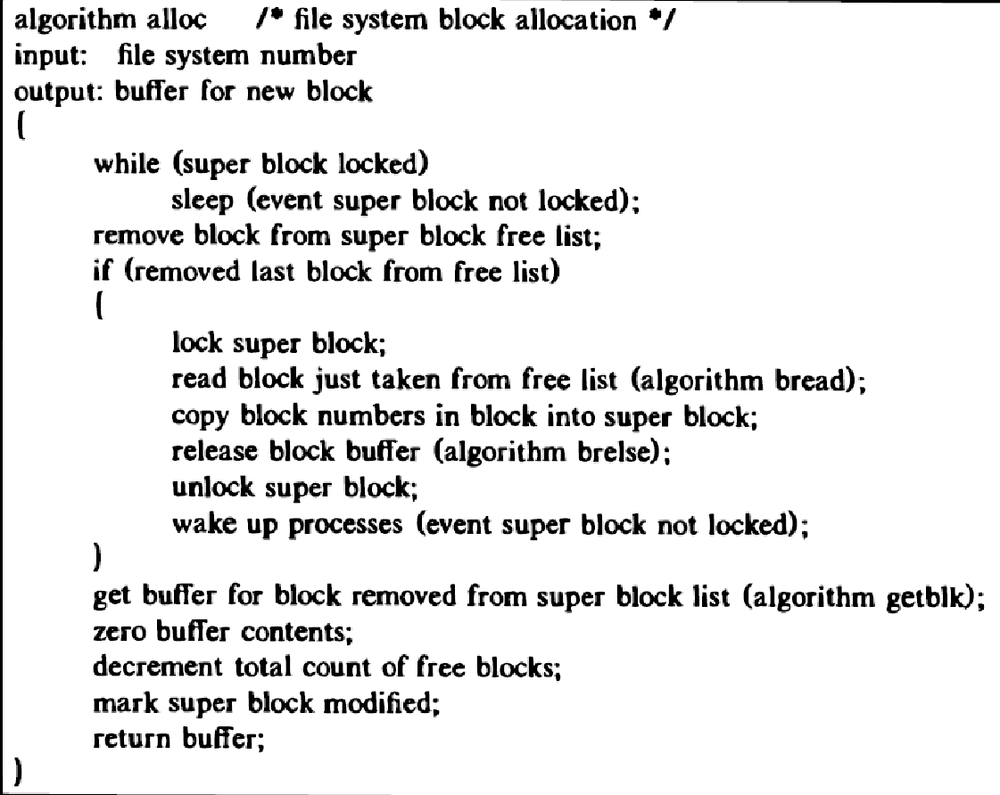 algorithm alloc /* file system block allocation */
input: file system number
output: buffer for new block
{
while (super block locked)
sleep (event super block not locked);
remove block from super block free list;
if (removed last block from free list)
{
lock super block;
read block just taken from free list (algorithm bread);
copy block numbers in block into super block;
release block buffer (algorithm brelse);
unlock super block;
wake up processes (event super block not locked);
}
get buffer for block removed from super block list (algorithm getblk);
zero buffer contents;
decrement total count of free blocks;
mark super block modified;
return buffer;
}